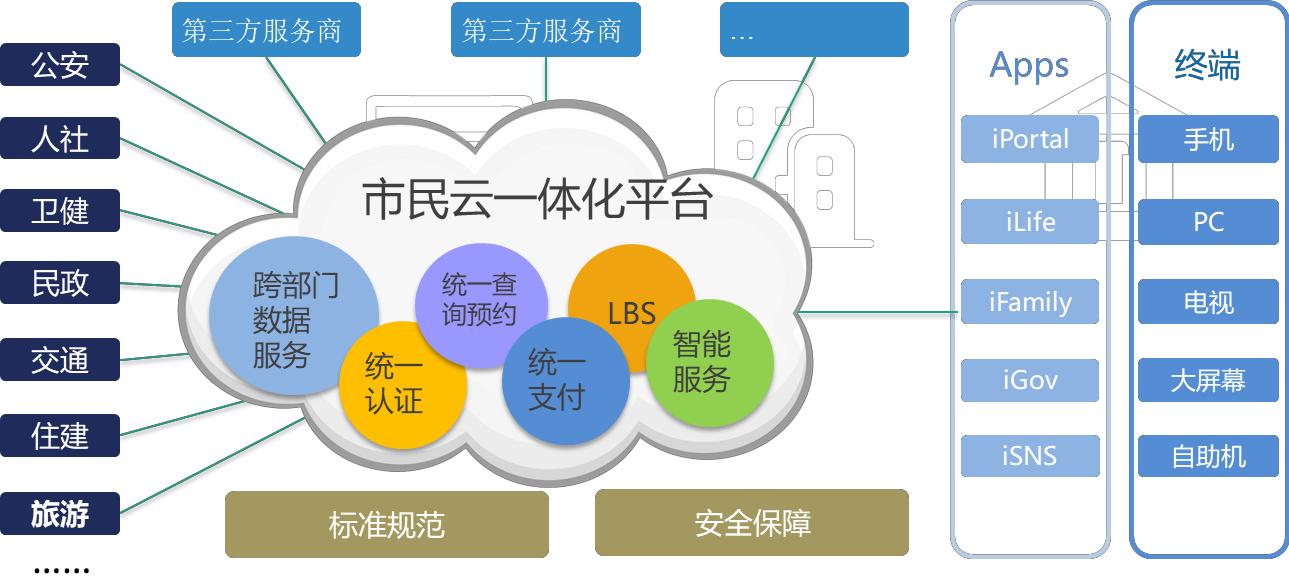 第三方服务商
第三方服务商
...
公安
人社
卫健
民政
交通
住建
旅游
……
市民云一体化平台
跨部门
数据
服务
统一
认证
统一查
询预约
统一
支付
LBS
智能
服务
标准规范
安全保障
Apps
iPortal
iLife
iFamily
iGov
iSNS
终端
手机
PC
电视
大屏幕
自助机